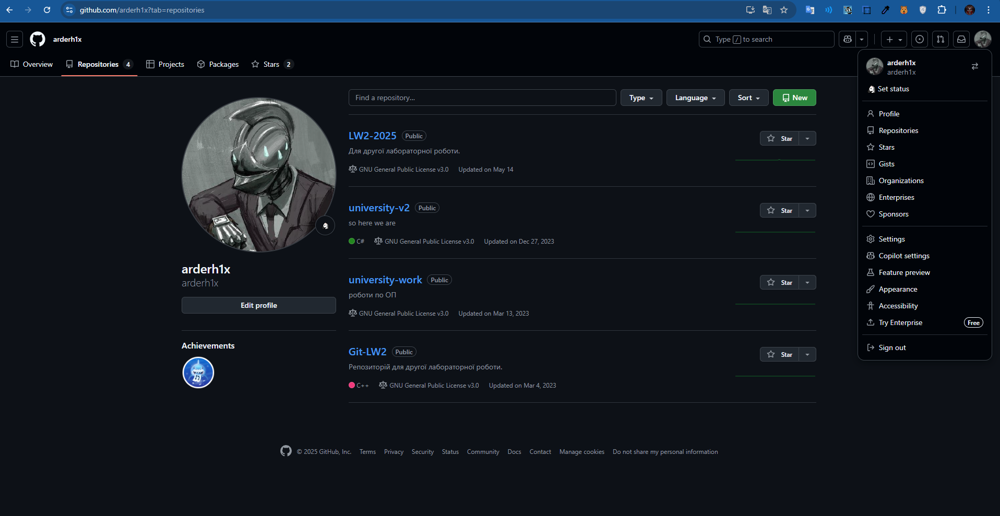 github.com/arderh1x?tab=repositories
arderh1x
Type / to search
Overview
Repositories 4
Projects
Packages
Stars 2
arderh1x
arderh1x
Set status
Profile
Repositories
Stars
Gists
Organizations
Enterprises
Sponsors
Settings
Copilot settings
Feature preview
Appearance
Accessibility
Try Enterprise Free
Sign out
arderh1x
arderh1x
Edit profile
Achievements
Find a repository...
Type
Language
Sort
New
LW2-2025 Public
Star
Для другої лабораторної роботи.
GNU General Public License v3.0 Updated on May 14
university-v2 Public
Star
so here we are
C# GNU General Public License v3.0 Updated on Dec 27, 2023
university-work Public
Star
роботи по ОП
GNU General Public License v3.0 Updated on Mar 13, 2023
Git-LW2 Public
Star
Репозиторій для другої лабораторної роботи.
C++ GNU General Public License v3.0 Updated on Mar 4, 2023
© 2025 GitHub, Inc. Terms Privacy Security Status Community Docs Contact Manage cookies Do not share my personal information